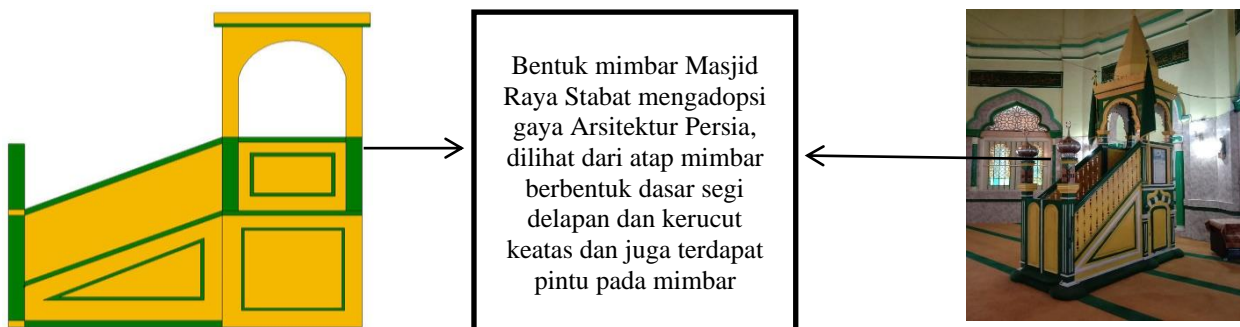 Bentuk mimbar Masjid
Raya Stabat mengadopsi
gaya Arsitektur Persia,
dilihat dari atap mimbar
berbentuk dasar segi
delapan dan kerucut
keatas dan juga terdapat
pintu pada mimbar